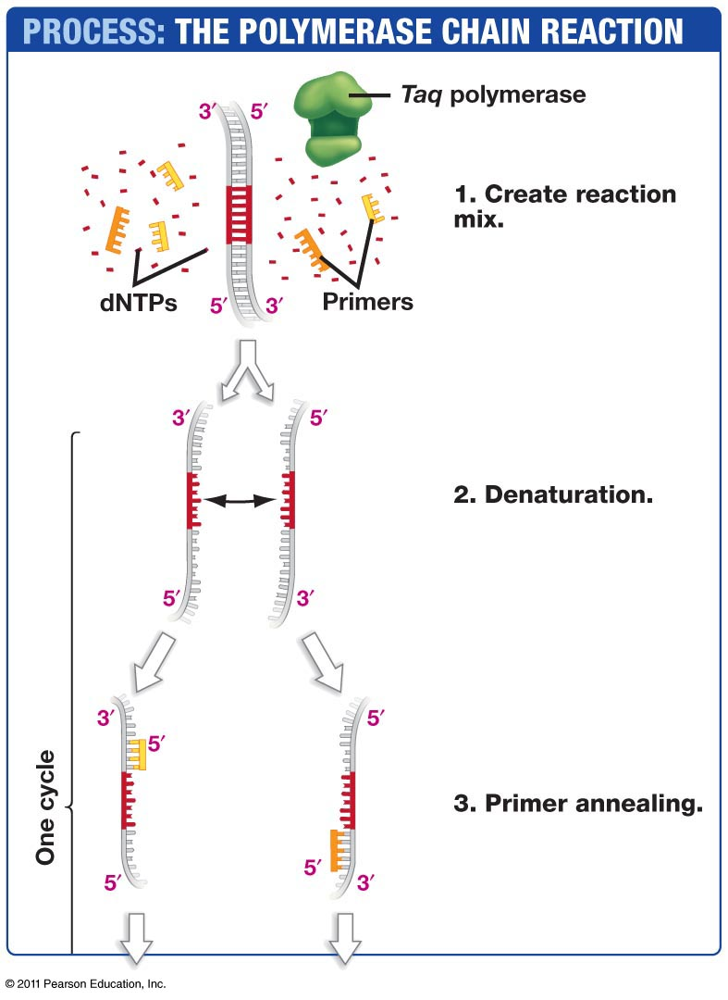 PROCESS: THE POLYMERASE CHAIN REACTION
Taq polymerase
3′ 5′
1. Create reaction
mix.
dNTPs
5′ 3′
Primers
3′ 5′
2. Denaturation.
5′ 3′
3′ 5′
5′
One cycle
3. Primer annealing.
5′
5′ 3′
© 2011 Pearson Education, Inc.